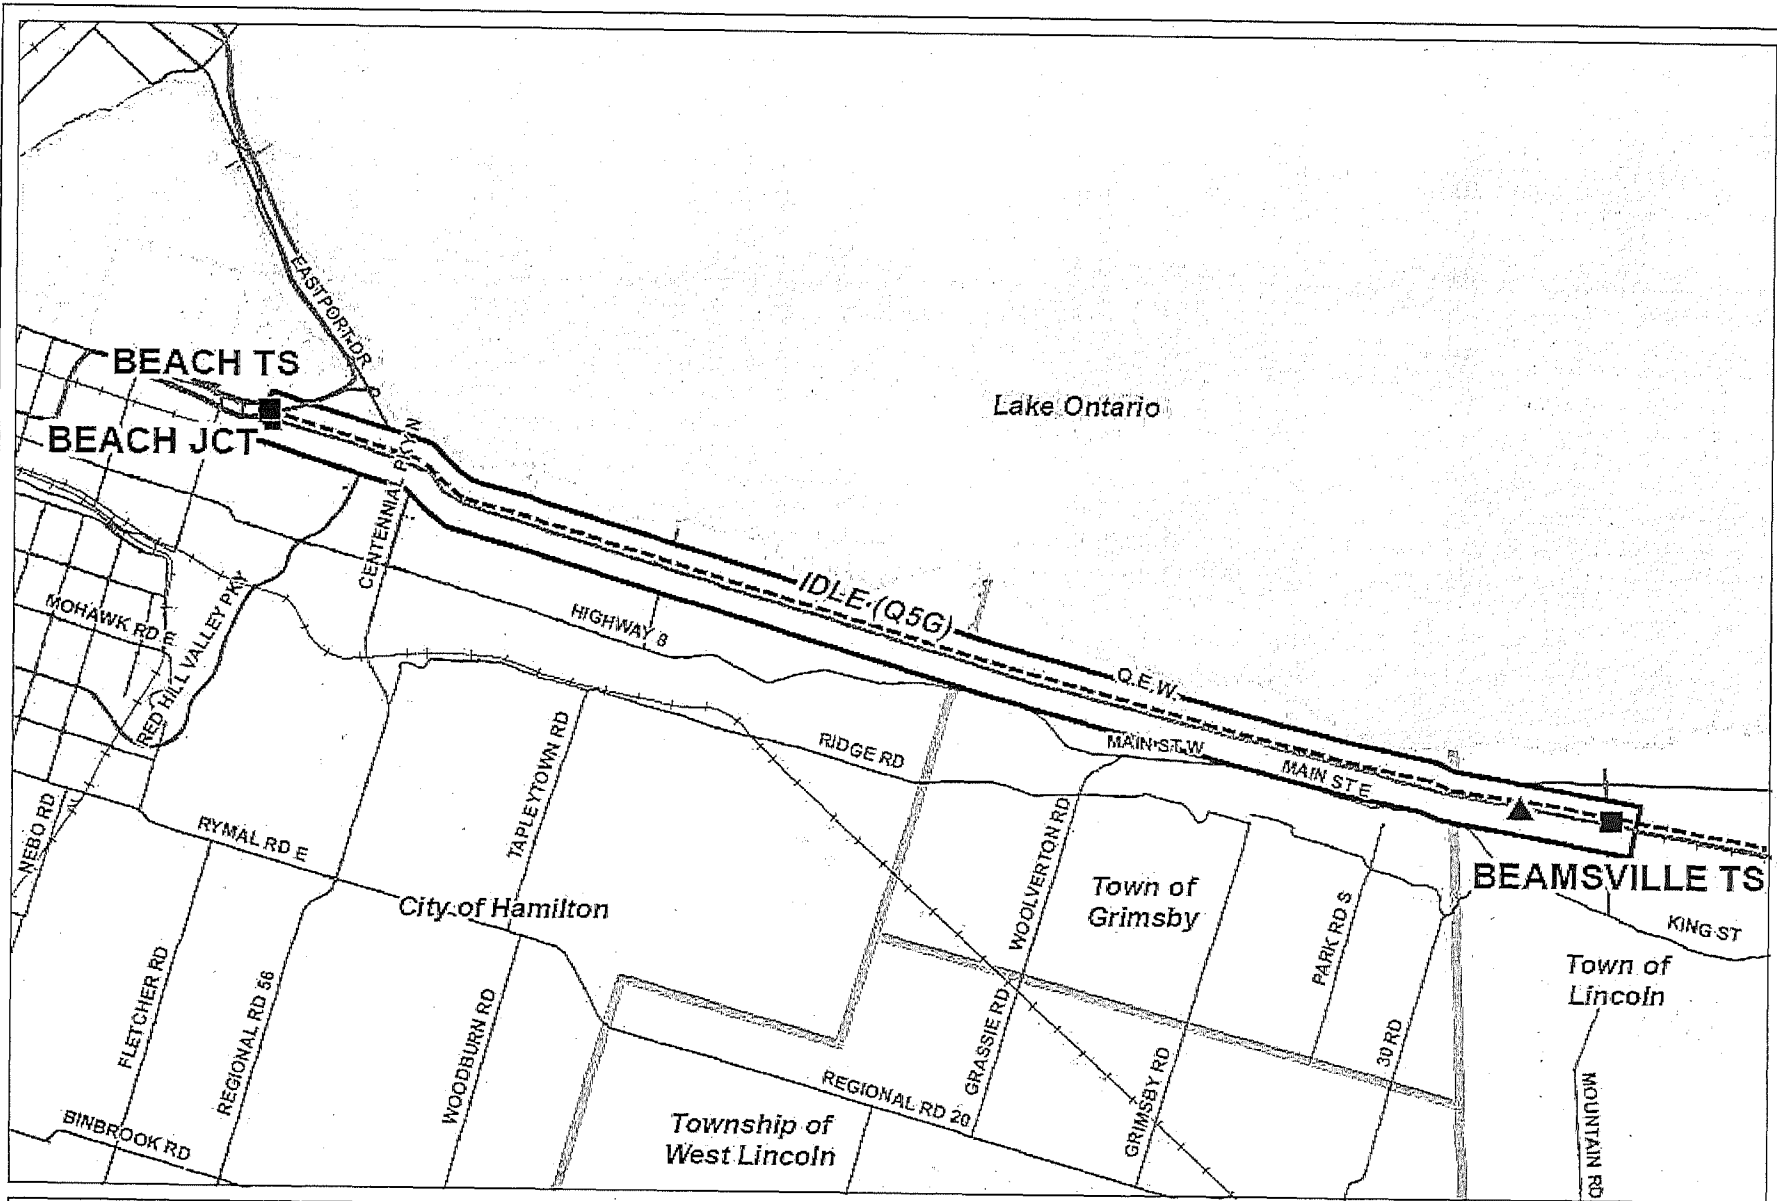 EASTPORT DR
BEACH TS
Lake Ontario
BEACH JCT
CENTENNIAL PKY N
IDLE (Q5G)
MOHAWK RD E
HIGHWAY 8
RED HILL VALLEY PKY
Q.E.W.
RIDGE RD
MAIN ST W
MAIN ST E
TAPLEYTOWN RD
NEBO RD
RYMAL RD E
WOOLVERTON RD
BEAMSVILLE TS
City of Hamilton
Town of
Grimsby
PARK RD S
KING ST
Town of
Lincoln
FLETCHER RD
REGIONAL RD 56
WOODBURN RD
GRASSIE RD
GRIMSBY RD
30 RD
REGIONAL RD 20
MOUNTAIN RD
BINBROOK RD
Township of
West Lincoln